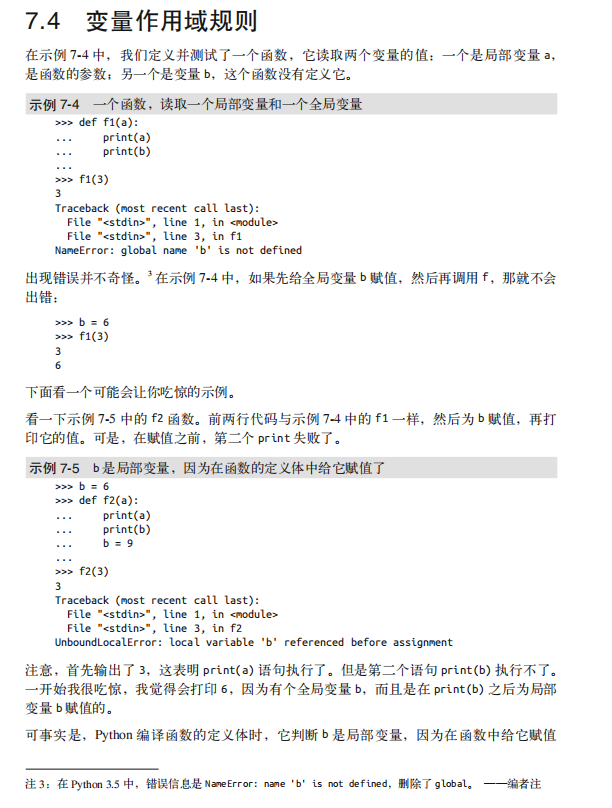 7.4 变量作用域规则
在示例 7-4 中，我们定义并测试了一个函数，它读取两个变量的值：一个是局部变量 a，
是函数的参数；另一个是变量 b，这个函数没有定义它。
示例 7-4 一个函数，读取一个局部变量和一个全局变量
>>> def f1(a):
...     print(a)
...     print(b)
...
>>> f1(3)
3
Traceback (most recent call last):
  File "<stdin>", line 1, in <module>
  File "<stdin>", line 3, in f1
NameError: global name 'b' is not defined
出现错误并不奇怪。3 在示例 7-4 中，如果先给全局变量 b 赋值，然后再调用 f，那就不会
出错：
>>> b = 6
>>> f1(3)
3
6
下面看一个可能会让你吃惊的示例。
看一下示例 7-5 中的 f2 函数。前两行代码与示例 7-4 中的 f1 一样，然后为 b 赋值，再打
印它的值。可是，在赋值之前，第二个 print 失败了。
示例 7-5 b 是局部变量，因为在函数的定义体中给它赋值了
>>> b = 6
>>> def f2(a):
...     print(a)
...     print(b)
...     b = 9
...
>>> f2(3)
3
Traceback (most recent call last):
  File "<stdin>", line 1, in <module>
  File "<stdin>", line 3, in f2
UnboundLocalError: local variable 'b' referenced before assignment
注意，首先输出了 3，这表明 print(a) 语句执行了。但是第二个语句 print(b) 执行不了。
一开始我很吃惊，我觉得会打印 6，因为有个全局变量 b，而且是在 print(b) 之后为局部
变量 b 赋值的。
可事实是，Python 编译函数的定义体时，它判断 b 是局部变量，因为在函数中给它赋值
注 3：在 Python 3.5 中，错误信息是 NameError: name 'b' is not defined，删除了 global。 ——编者注